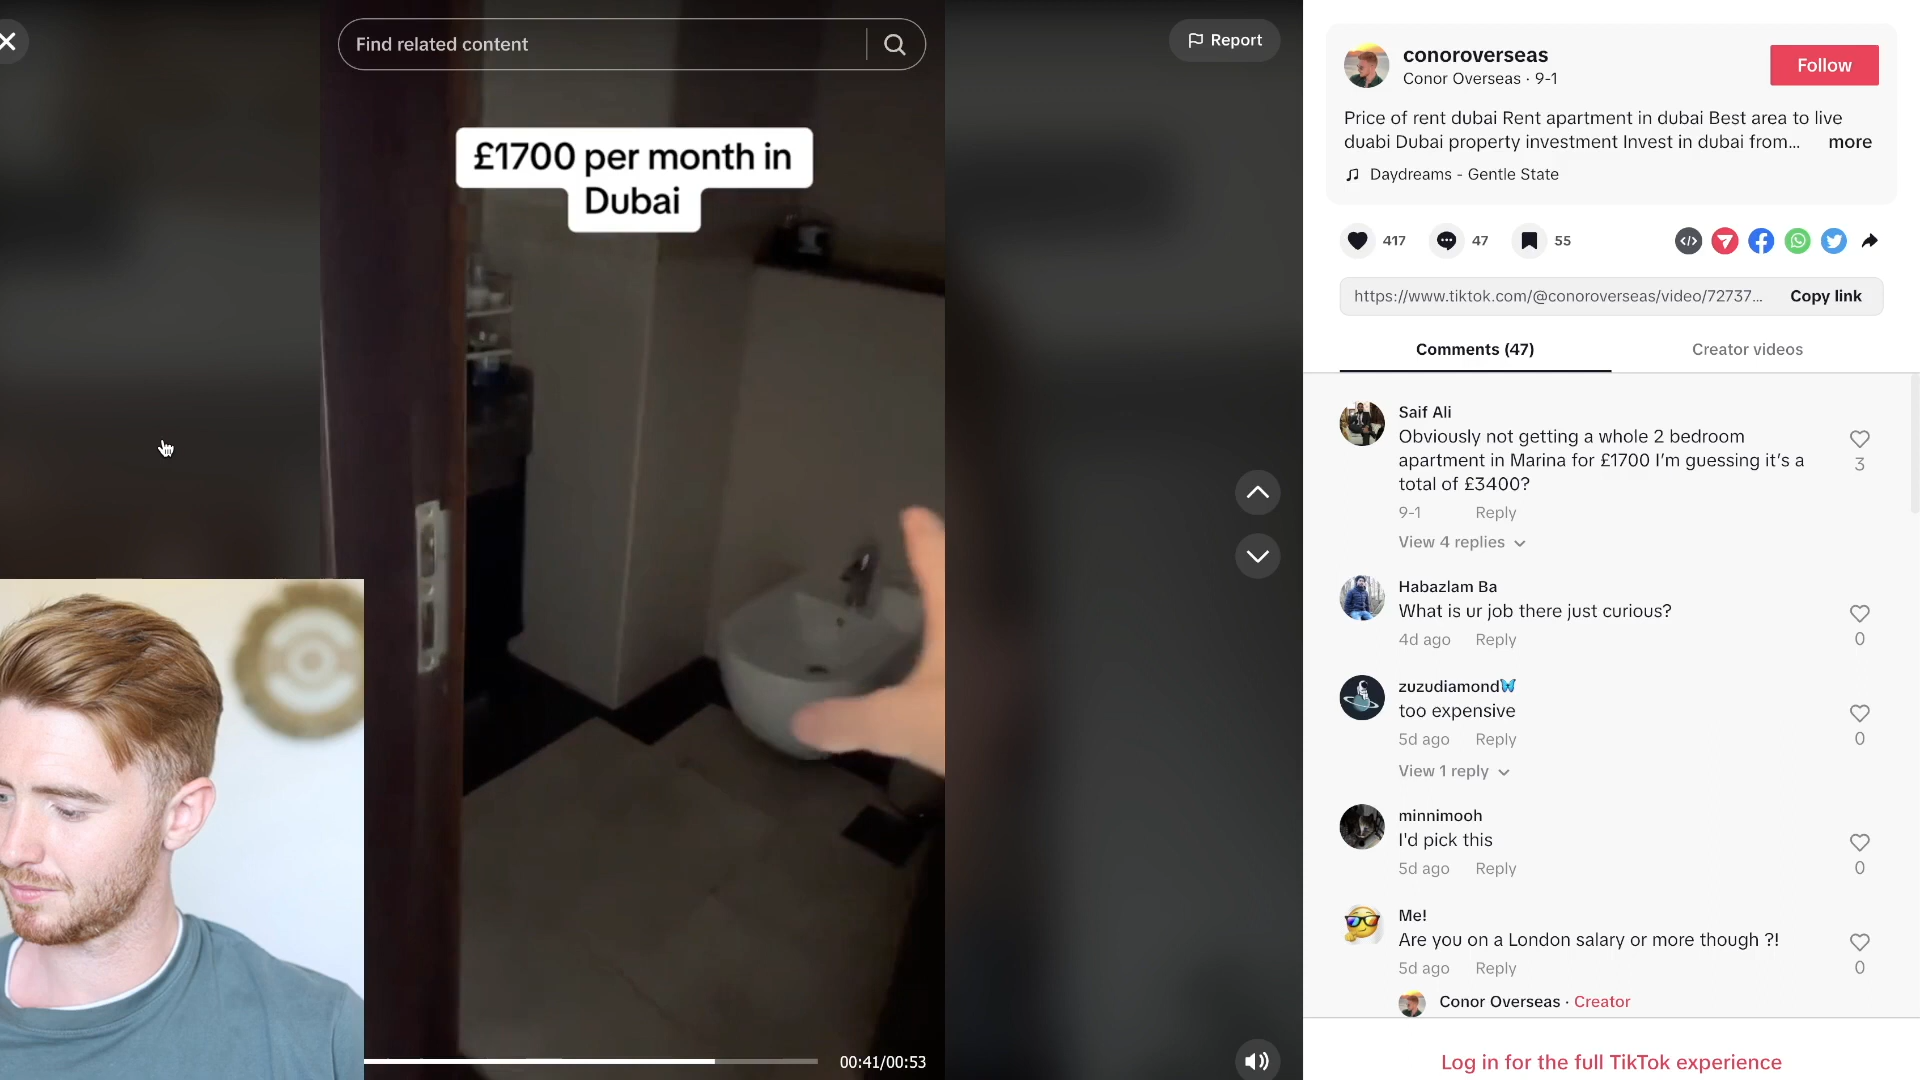 Find related content
Report
£1700 per month in
Dubai
00:41/00:53
conoroverseas
Conor Overseas · 9-1
Follow
Price of rent dubai Rent apartment in dubai Best area to live
duabi Dubai property investment Invest in dubai from... more
Daydreams - Gentle State
417
47
55
https://www.tiktok.com/@conoroverseas/video/72737...
Copy link
Comments (47)
Creator videos
Saif Ali
Obviously not getting a whole 2 bedroom
apartment in Marina for £1700 I'm guessing it's a
total of £3400?
3
9-1 Reply
View 4 replies
Habazlam Ba
What is ur job there just curious?
4d ago Reply
0
zuzudiamond🦋
too expensive
5d ago Reply
0
View 1 reply
minnimooh
I'd pick this
5d ago Reply
0
Me!
Are you on a London salary or more though ?!
5d ago Reply
0
Conor Overseas · Creator
Log in for the full TikTok experience